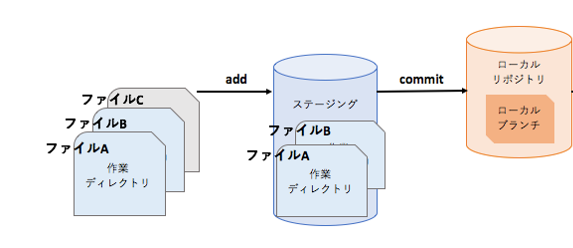 ファイルC
ファイルB
ファイルA
作業
ディレクトリ
add
ステージング
ファイルB
ファイルA
作業
ディレクトリ
commit
ローカル
リポジトリ
ローカル
ブランチ